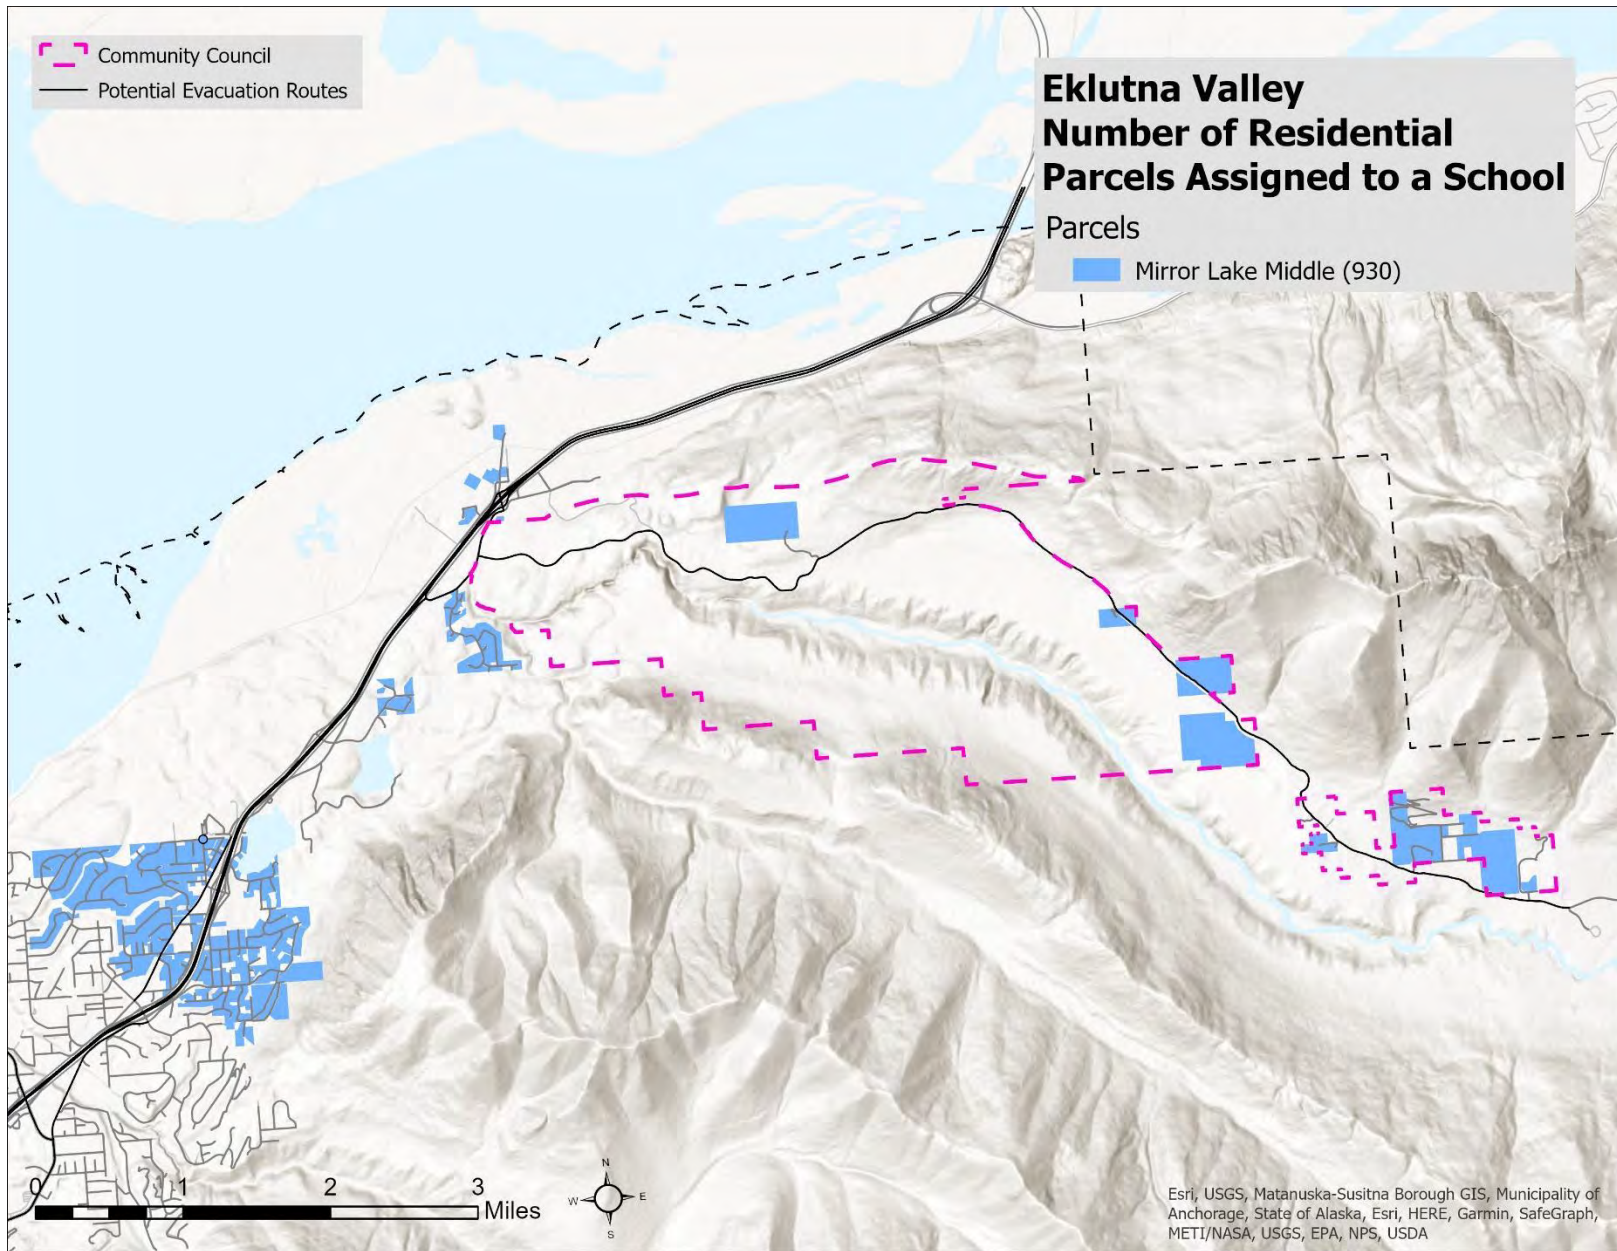 Community Council
Potential Evacuation Routes
Eklutna Valley
Number of Residential
Parcels Assigned to a School
Parcels
Mirror Lake Middle (930)
0 1 2 3
Miles
N
W E
S
Esri, USGS, Matanuska-Susitna Borough GIS, Municipality of
Anchorage, State of Alaska, Esri, HERE, Garmin, SafeGraph,
METI/NASA, USGS, EPA, NPS, USDA